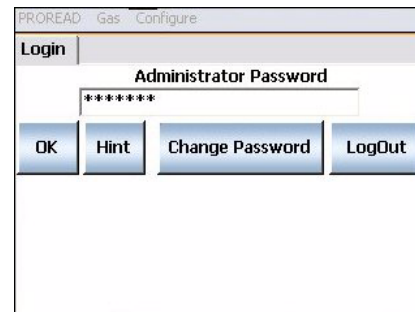 PROREAD Gas Configure
Login
Administrator Password
*******
OK Hint Change Password LogOut